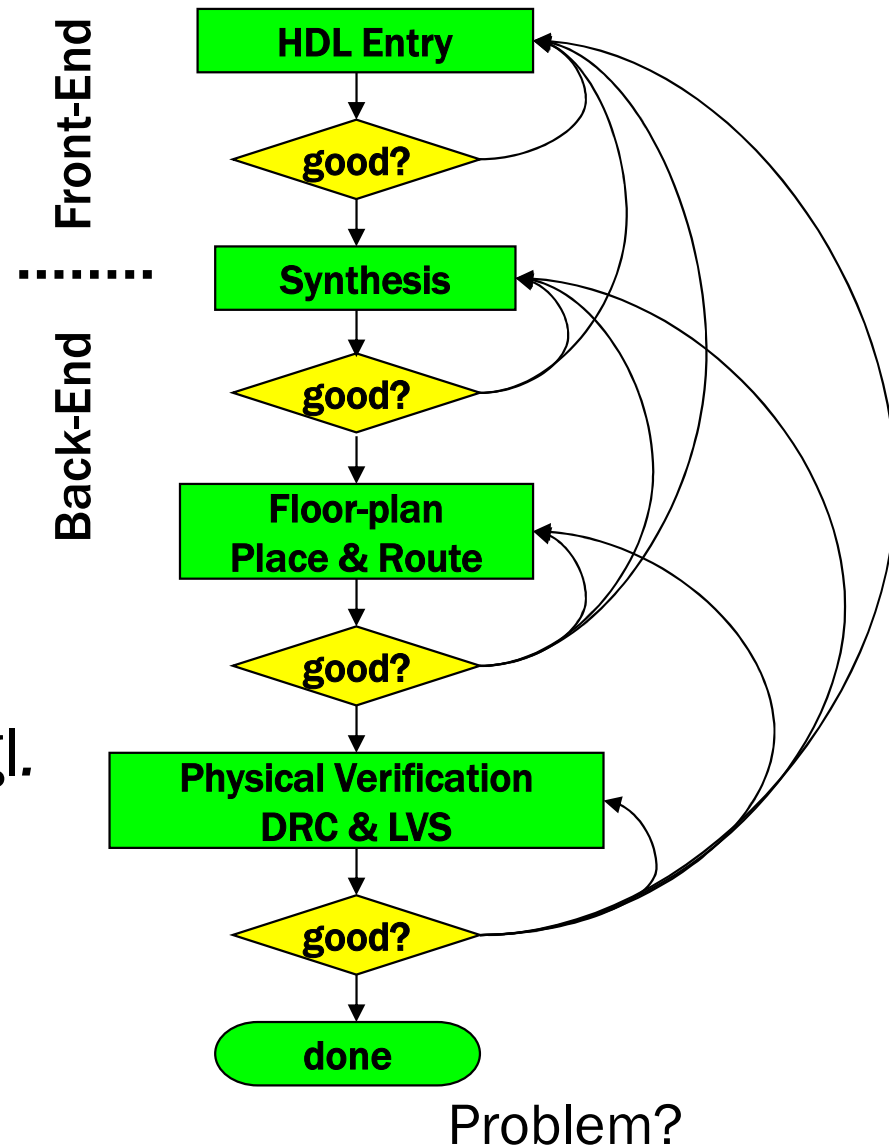 Front-End
HDL Entry
good?
Synthesis
Back-End
good?
Floor-plan
Place & Route
good?
gl.
Physical Verification
DRC & LVS
good?
done
Problem?